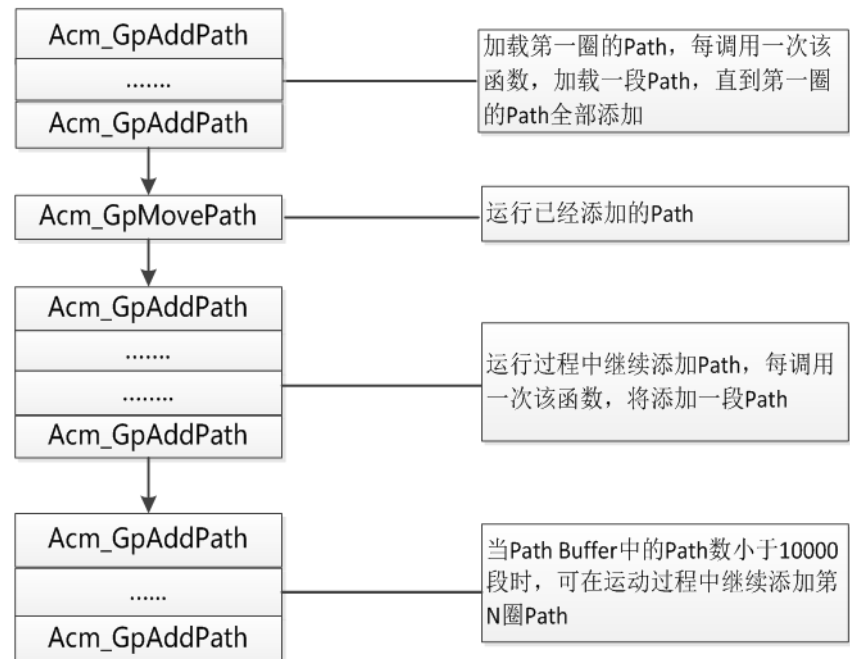 Acm_GpAddPath
.......
Acm_GpAddPath
加载第一圈的Path，每调用一次该
函数，加载一段Path，直到第一圈
的Path全部添加
Acm_GpMovePath
运行已经添加的Path
Acm_GpAddPath
.......
........
Acm_GpAddPath
运行过程中继续添加Path，每调用
一次该函数，将添加一段Path
Acm_GpAddPath
......
Acm_GpAddPath
当Path Buffer中的Path数小于10000
段时，可在运动过程中继续添加第
N圈Path